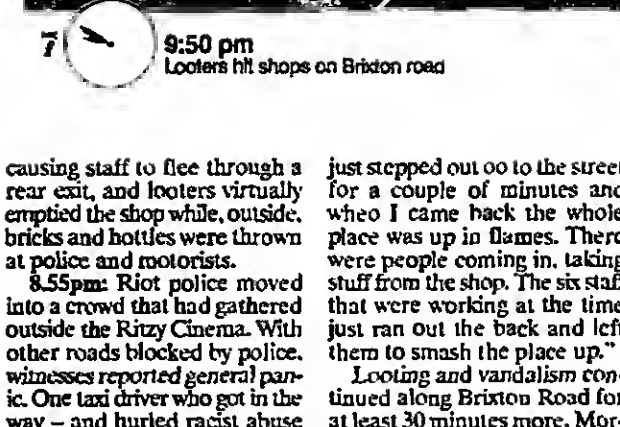 7
9:50 pm
Looters hit shops on Brixton road
causing staff to flee through a
rear exit, and looters virtually
emptied the shop while, outside,
bricks and bottles were thrown
at police and motorists.
8.55pm: Riot police moved
into a crowd that had gathered
outside the Ritzy Cinema. With
other roads blocked by police,
witnesses reported general pan-
ic. One taxi driver who got in the
way – and hurled racist abuse
just stepped out oo to the street
for a couple of minutes and
wheo I came back the whole
place was up in flames. There
were people coming in, taking
stuff from the shop. The six staff
that were working at the time
just ran out the back and left
them to smash the place up."
Looting and vandalism con-
tinued along Brixton Road for
at least 30 minutes more. Mor-